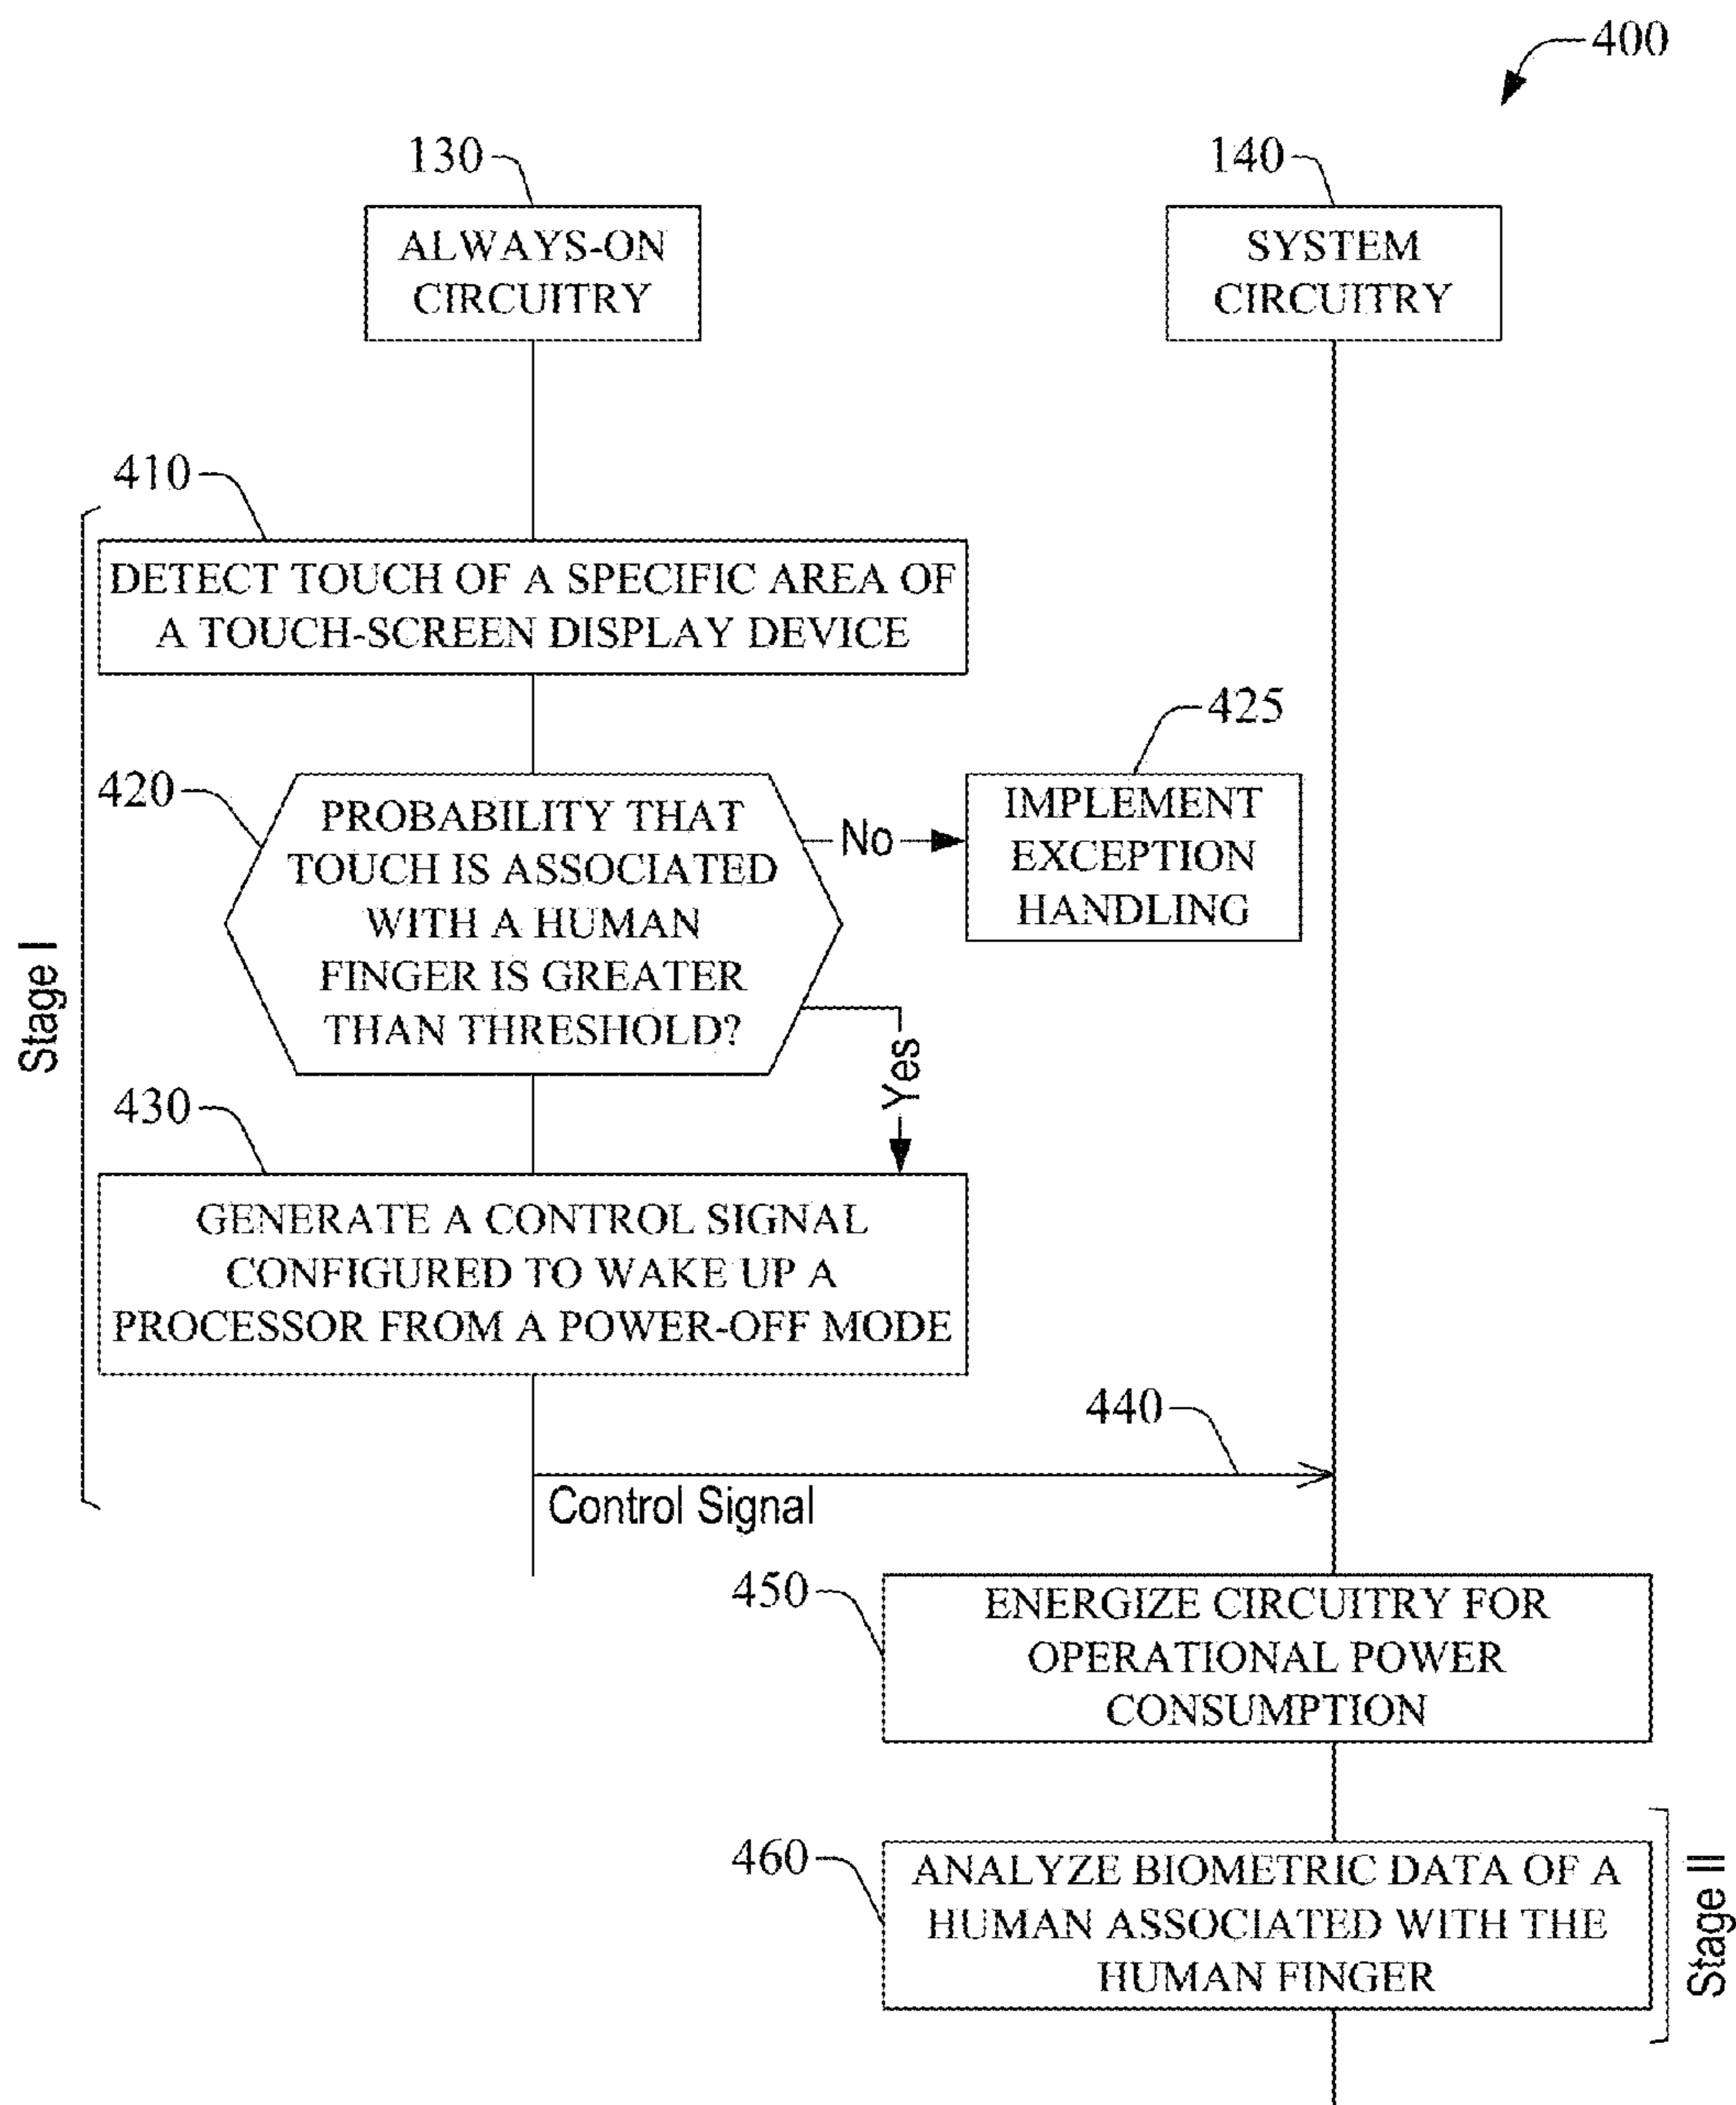 400
130
140
ALWAYS-ON
CIRCUITRY
SYSTEM
CIRCUITRY
410
DETECT TOUCH OF A SPECIFIC AREA OF
A TOUCH-SCREEN DISPLAY DEVICE
425
420
PROBABILITY THAT
TOUCH IS ASSOCIATED
WITH A HUMAN
FINGER IS GREATER
THAN THRESHOLD?
No
IMPLEMENT
EXCEPTION
HANDLING
Stage I
Yes
430
GENERATE A CONTROL SIGNAL
CONFIGURED TO WAKE UP A
PROCESSOR FROM A POWER-OFF MODE
440
Control Signal
450
ENERGIZE CIRCUITRY FOR
OPERATIONAL POWER
CONSUMPTION
460
ANALYZE BIOMETRIC DATA OF A
HUMAN ASSOCIATED WITH THE
HUMAN FINGER
Stage II